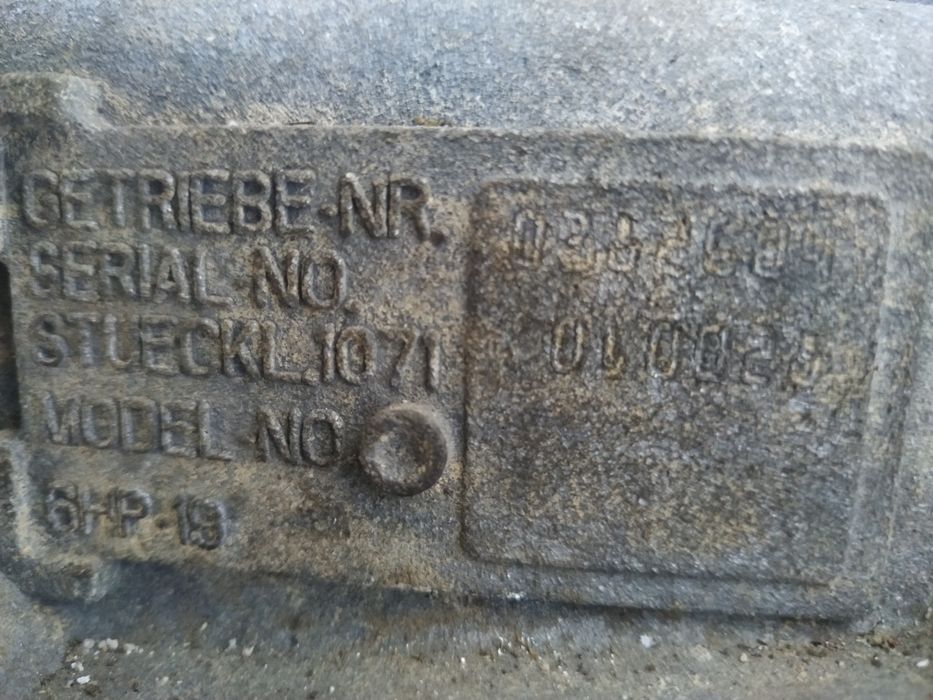 GETRIEBE-NR.
SERIAL-NO.
STUECKL.1071
MODEL NO
6HP-19